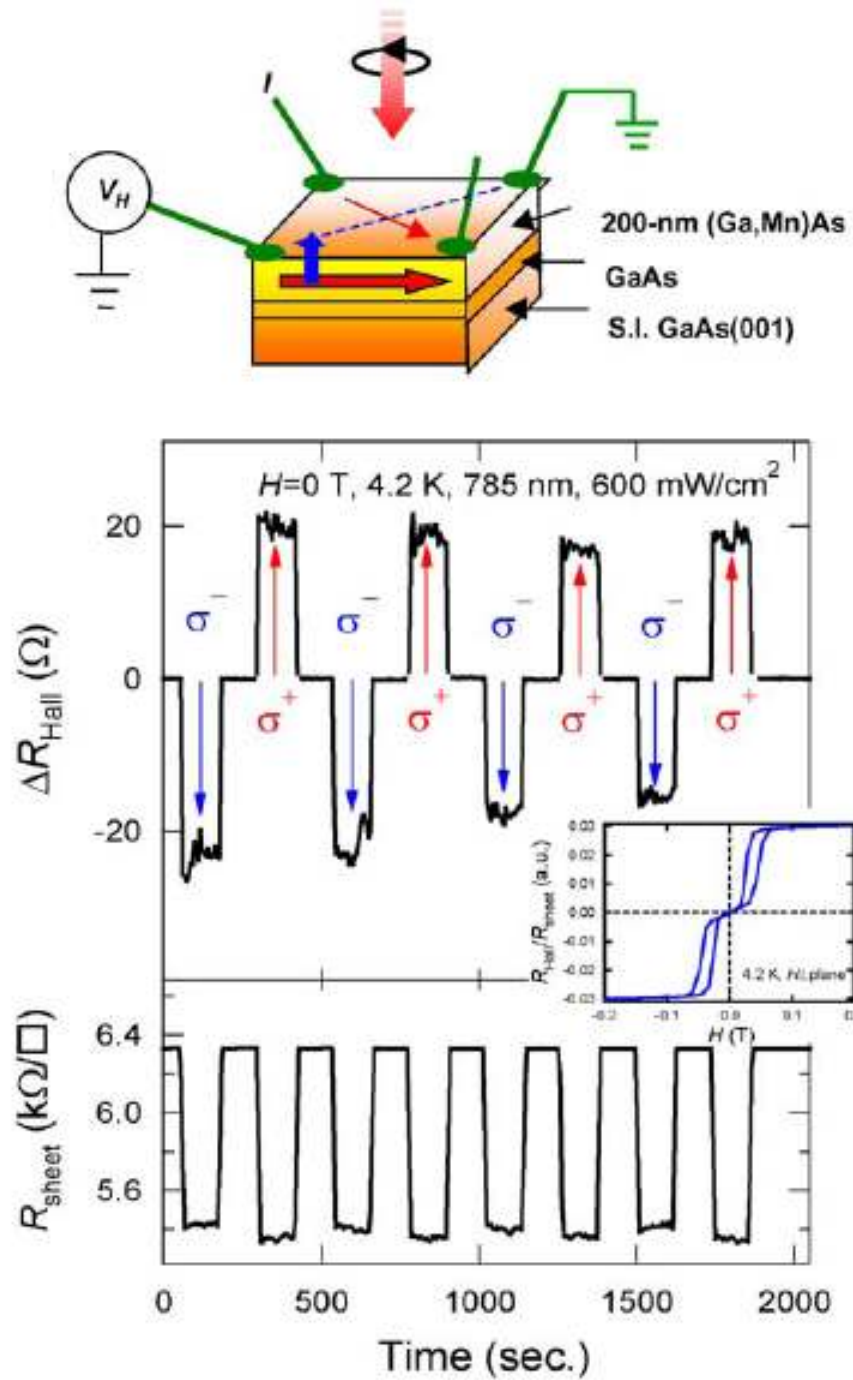 I
V_H
200-nm (Ga,Mn)As
GaAs
S.I. GaAs(001)
H=0 T, 4.2 K, 785 nm, 600 mW/cm²
20
0
-20
ΔR_Hall (Ω)
σ⁻ σ⁻ σ⁻ σ⁻
σ⁺ σ⁺ σ⁺ σ⁺
R_Hall/R_sheet (a.u.)
0.03
0.02
0.01
0.00
-0.01
-0.02
-0.03
4.2 K, plane
-0.2 -0.1 0.0 0.1
H (T)
6.4
6.0
5.6
R_sheet (kΩ/□)
0 500 1000 1500 2000
Time (sec.)